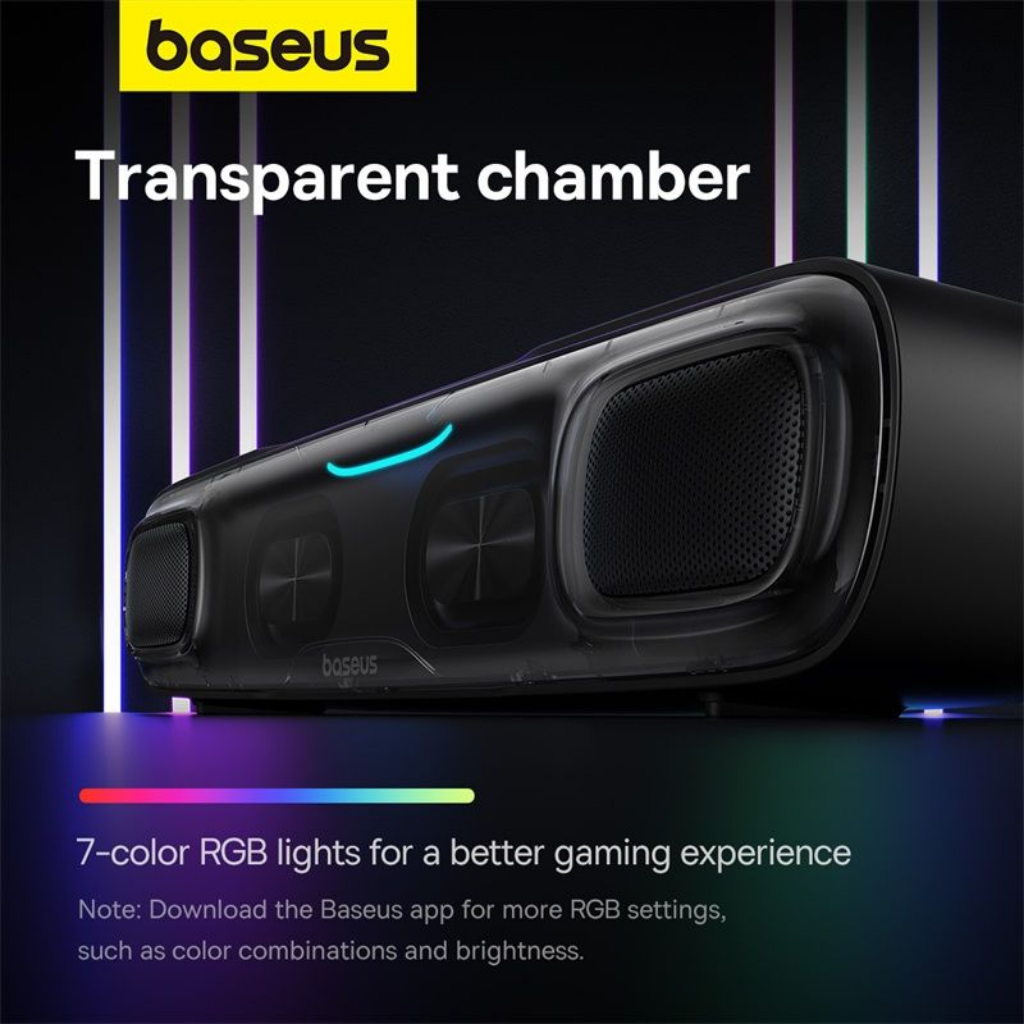 baseus
Transparent chamber
baseus
7-color RGB lights for a better gaming experience
Note: Download the Baseus app for more RGB settings,
such as color combinations and brightness.